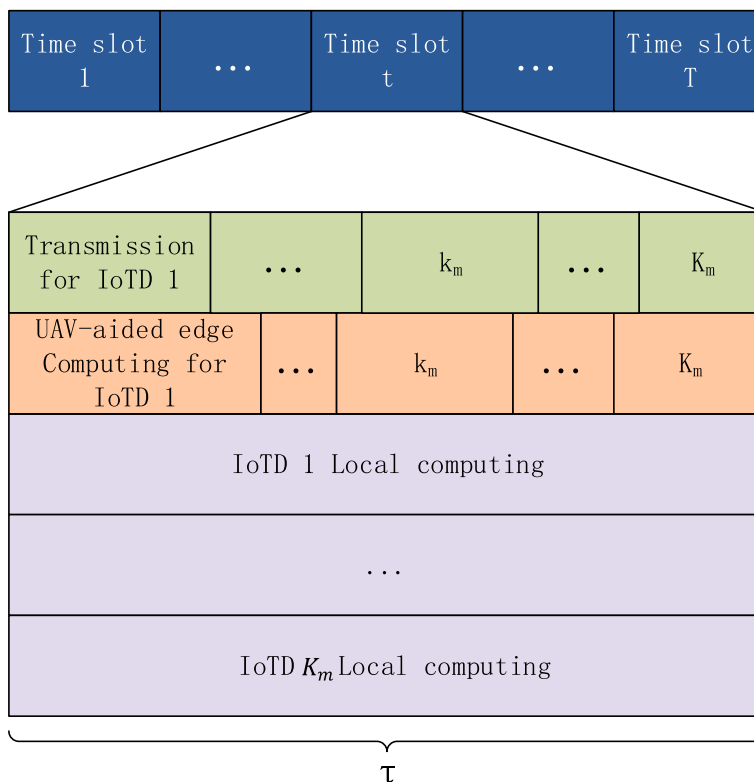 Time slot
1
...
Time slot
t
...
Time slot
T
Transmission
for IoTD 1
...
kₘ
...
Kₘ
UAV-aided edge
Computing for
IoTD 1
...
kₘ
...
Kₘ
IoTD 1 Local computing
...
IoTD Kₘ Local computing
τ